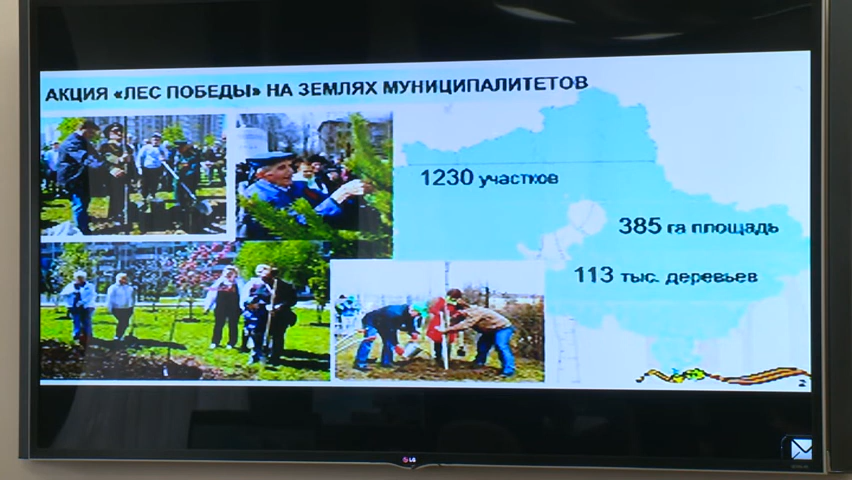 АКЦИЯ «ЛЕС ПОБЕДЫ» НА ЗЕМЛЯХ МУНИЦИПАЛИТЕТОВ
1230 участков
385 га площадь
113 тыс. деревьев
2
LG